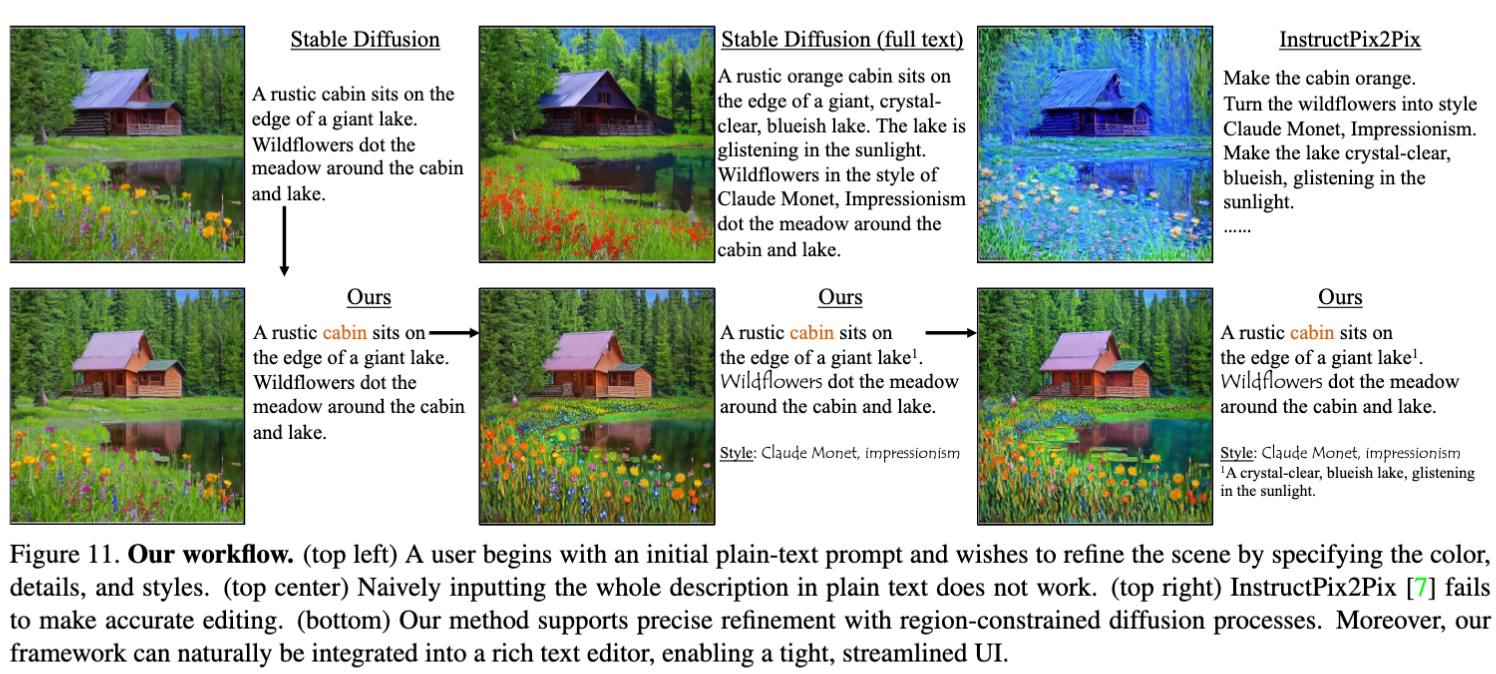 Stable Diffusion
A rustic cabin sits on the
edge of a giant lake.
Wildflowers dot the
meadow around the cabin
and lake.
Stable Diffusion (full text)
A rustic orange cabin sits on
the edge of a giant, crystal-
clear, blueish lake. The lake is
glistening in the sunlight.
Wildflowers in the style of
Claude Monet, Impressionism
dot the meadow around the
cabin and lake.
InstructPix2Pix
Make the cabin orange.
Turn the wildflowers into style
Claude Monet, Impressionism.
Make the lake crystal-clear,
blueish, glistening in the
sunlight.
......
Ours
A rustic cabin sits on
the edge of a giant lake.
Wildflowers dot the
meadow around the cabin
and lake.
Ours
A rustic cabin sits on
the edge of a giant lake¹.
Wildflowers dot the meadow
around the cabin and lake.
Style: Claude Monet, impressionism
Ours
A rustic cabin sits on
the edge of a giant lake¹.
Wildflowers dot the meadow
around the cabin and lake.
Style: Claude Monet, impressionism
¹A crystal-clear, blueish lake, glistening
in the sunlight.
Figure 11. Our workflow. (top left) A user begins with an initial plain-text prompt and wishes to refine the scene by specifying the color,
details, and styles. (top center) Naively inputting the whole description in plain text does not work. (top right) InstructPix2Pix [7] fails
to make accurate editing. (bottom) Our method supports precise refinement with region-constrained diffusion processes. Moreover, our
framework can naturally be integrated into a rich text editor, enabling a tight, streamlined UI.